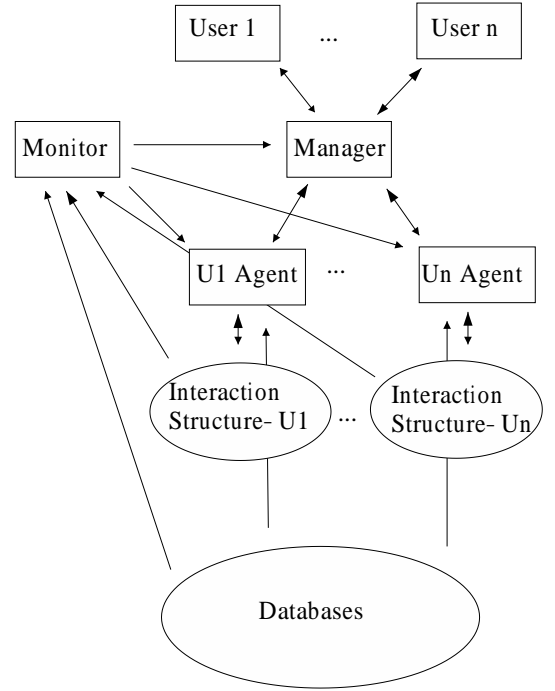 User 1
...
User n
Monitor
Manager
U1 Agent
...
Un Agent
Interaction
Structure- U1
...
Interaction
Structure- Un
Databases